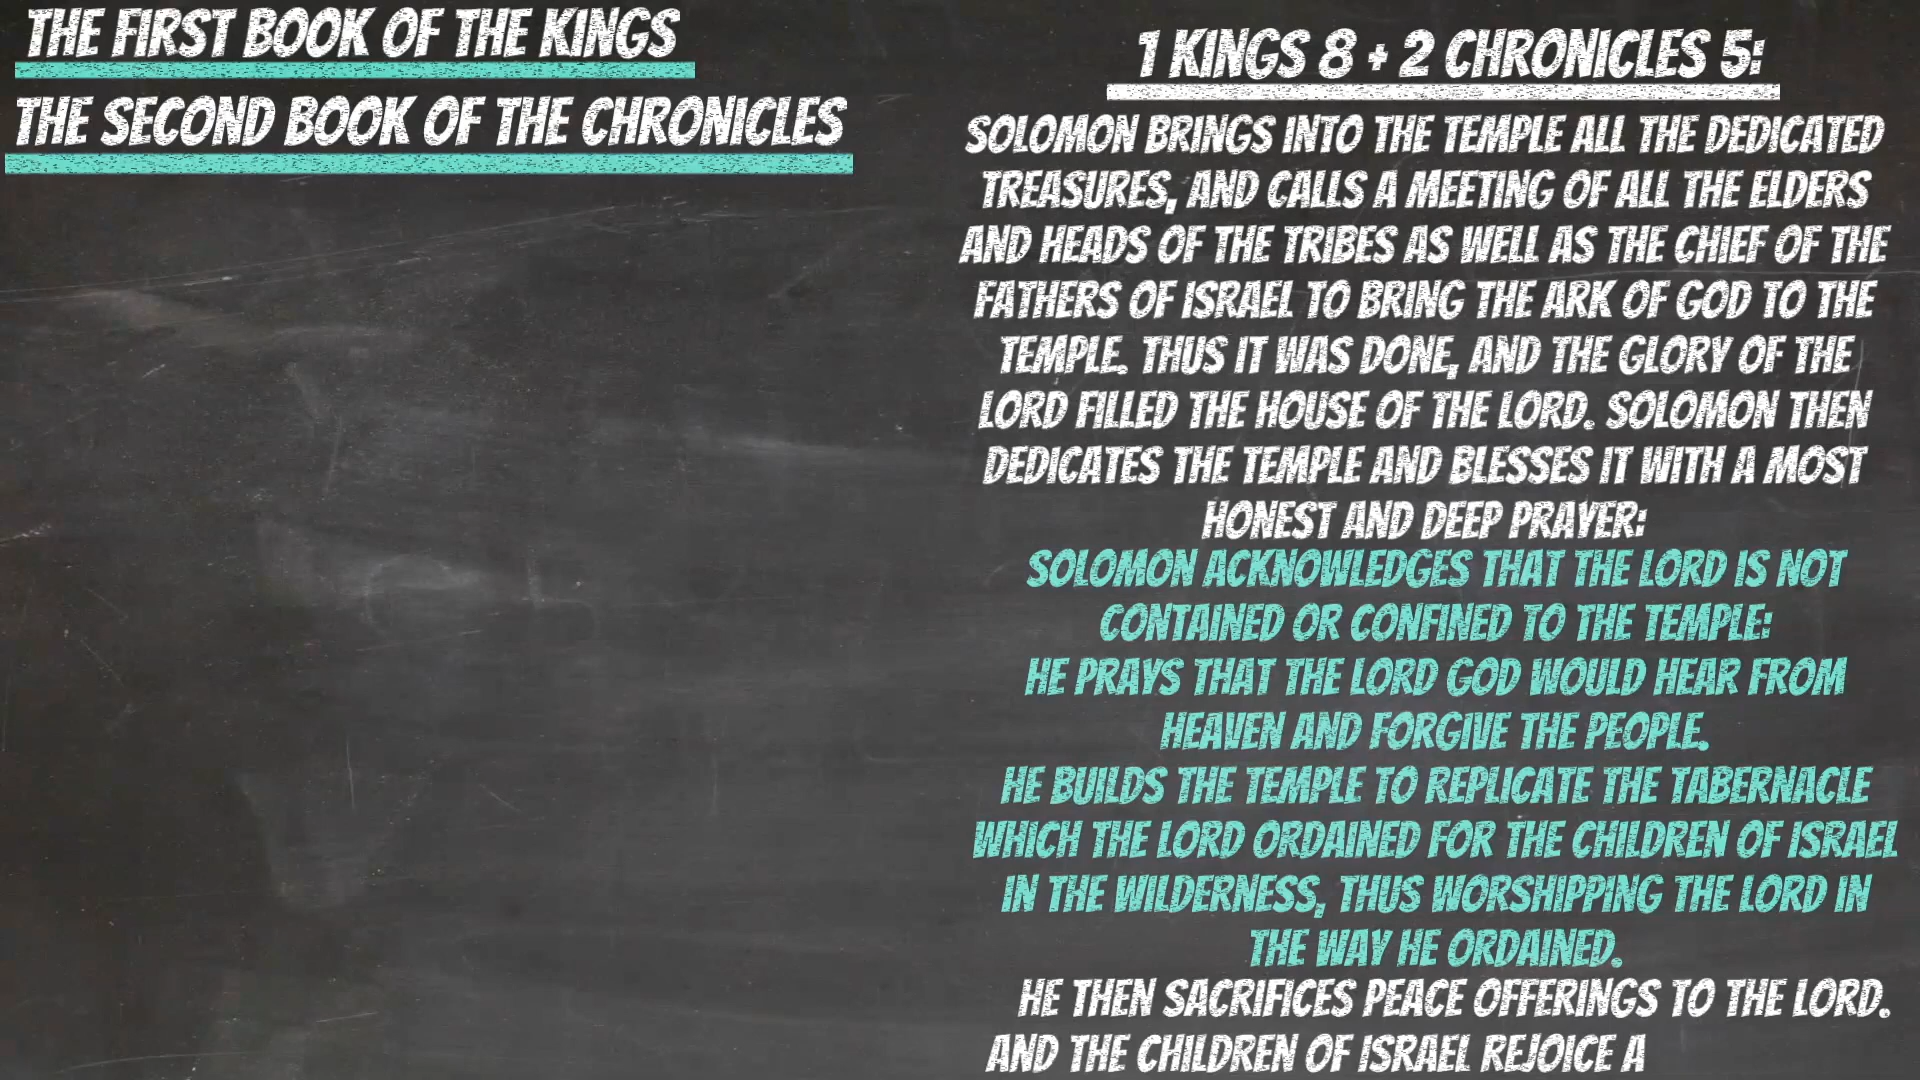 THE FIRST BOOK OF THE KINGS
THE SECOND BOOK OF THE CHRONICLES
1 KINGS 8 + 2 CHRONICLES 5:
SOLOMON BRINGS INTO THE TEMPLE ALL THE DEDICATED
TREASURES, AND CALLS A MEETING OF ALL THE ELDERS
AND HEADS OF THE TRIBES AS WELL AS THE CHIEF OF THE
FATHERS OF ISRAEL TO BRING THE ARK OF GOD TO THE
TEMPLE. THUS IT WAS DONE, AND THE GLORY OF THE
LORD FILLED THE HOUSE OF THE LORD. SOLOMON THEN
DEDICATES THE TEMPLE AND BLESSES IT WITH A MOST
HONEST AND DEEP PRAYER:
SOLOMON ACKNOWLEDGES THAT THE LORD IS NOT
CONTAINED OR CONFINED TO THE TEMPLE:
HE PRAYS THAT THE LORD GOD WOULD HEAR FROM
HEAVEN AND FORGIVE THE PEOPLE.
HE BUILDS THE TEMPLE TO REPLICATE THE TABERNACLE
WHICH THE LORD ORDAINED FOR THE CHILDREN OF ISRAEL
IN THE WILDERNESS, THUS WORSHIPPING THE LORD IN
THE WAY HE ORDAINED.
HE THEN SACRIFICES PEACE OFFERINGS TO THE LORD.
AND THE CHILDREN OF ISRAEL REJOICE A